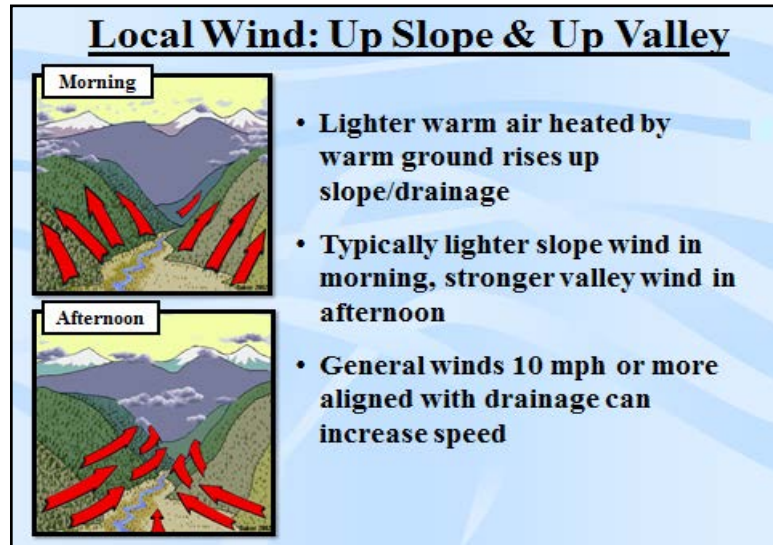 Local Wind: Up Slope & Up Valley
Morning
• Lighter warm air heated by
warm ground rises up
slope/drainage
• Typically lighter slope wind in
morning, stronger valley wind in
afternoon
Afternoon
• General winds 10 mph or more
aligned with drainage can
increase speed